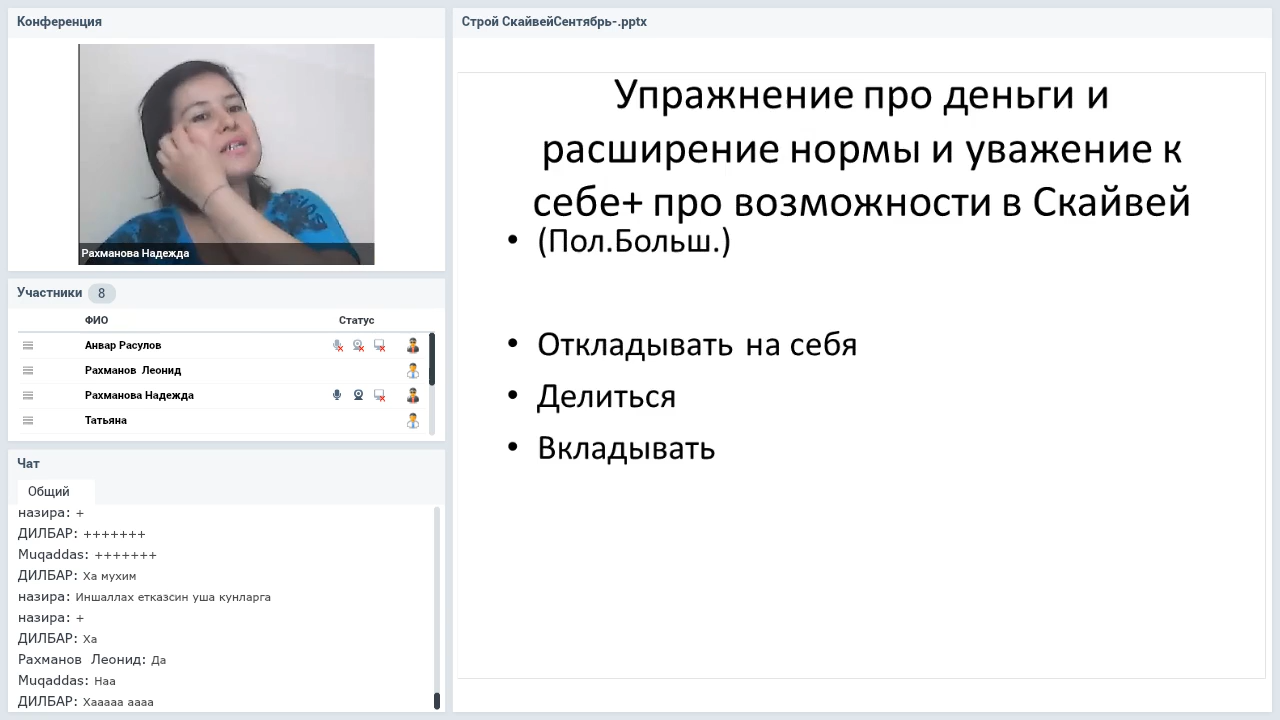 Конференция
Рахманова Надежда
Участники 8
ФИО Статус
Анвар Расулов
Рахманов Леонид
Рахманова Надежда
Татьяна
Чат
Общий
назира: +
ДИЛБАР: +++++++
Muqaddas: +++++++
ДИЛБАР: Ха мухим
назира: Иншаллах етказсин уша кунларга
назира: +
ДИЛБАР: Ха
Рахманов Леонид: Да
Muqaddas: Наа
ДИЛБАР: Хааааа аааа
Строй СкайвейСентябрь-.pptx
Упражнение про деньги и
расширение нормы и уважение к
себе+ про возможности в Скайвей
• (Пол.Больш.)
• Откладывать на себя
• Делиться
• Вкладывать